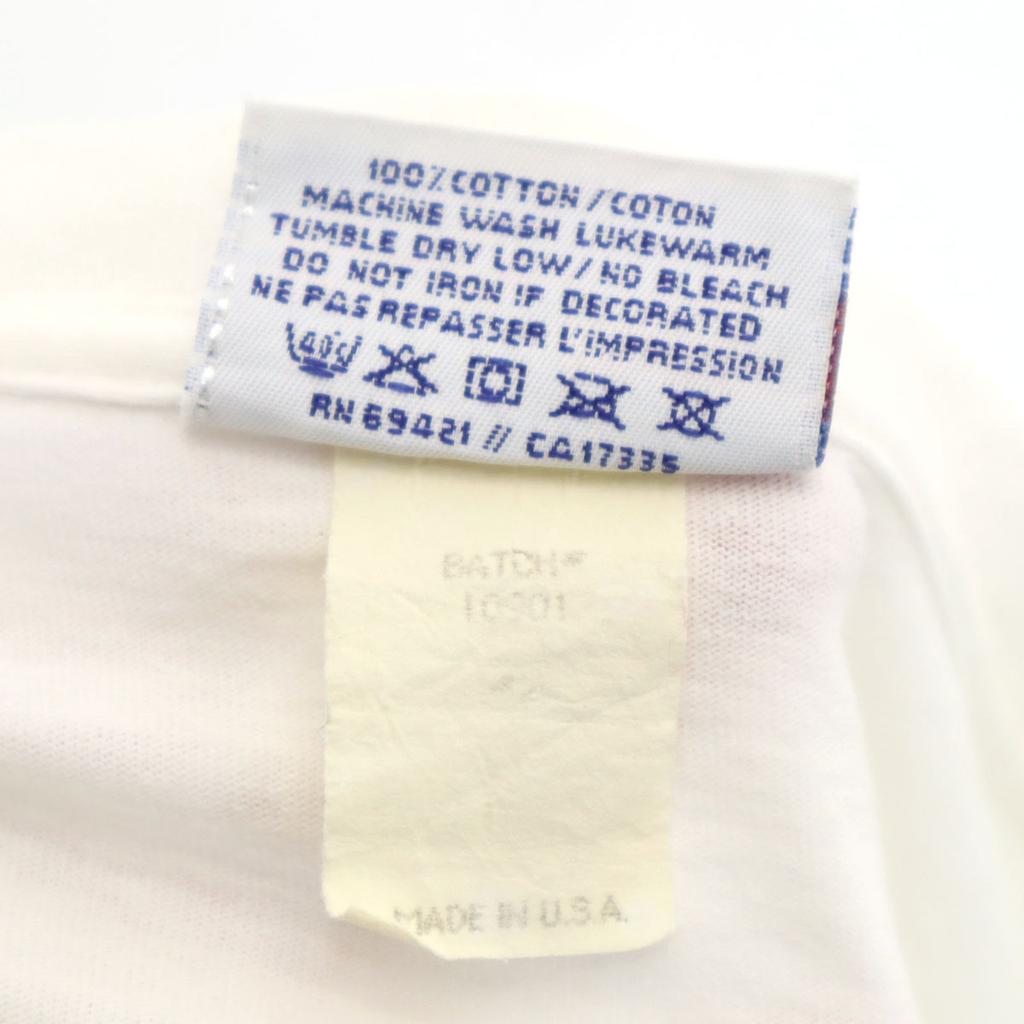 100%COTTON/COTON
MACHINE WASH LUKEWARM
TUMBLE DRY LOW/NO BLEACH
DO NOT IRON IF DECORATED
NE PAS REPASSER L'IMPRESSION
40c
RN 69421 // CA17335
BATCH#
MADE IN U.S.A.